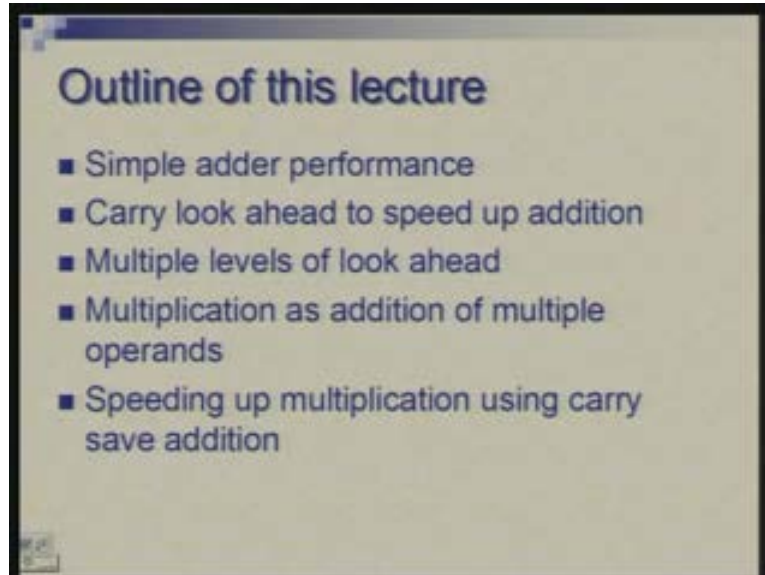 Outline of this lecture
Simple adder performance
Carry look ahead to speed up addition
Multiple levels of look ahead
Multiplication as addition of multiple
operands
Speeding up multiplication using carry
save addition